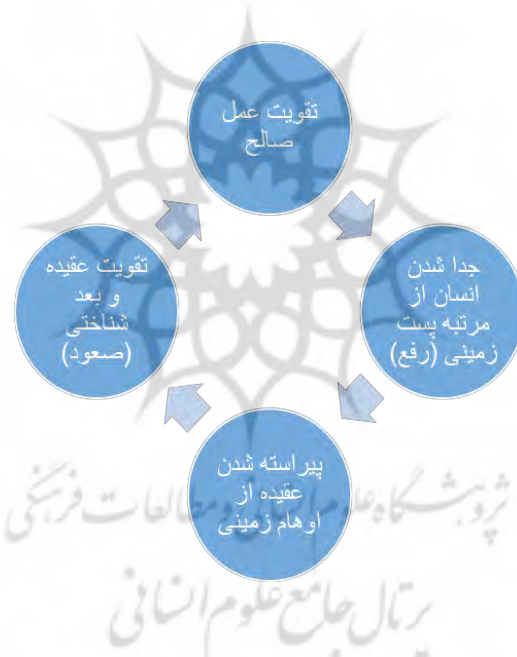 تقویت عمل
صالح
جدا شدن
انسان از
مرتبه پست
زمینی (رفع)
پیراسته شدن
عقیده از
اوهام زمینی
تقویت عقیده
و بعد
شناختی
(صعود)
پژوهشگاه علوم انسانی و مطالعات فرهنگی
پرتال جامع علوم انسانی